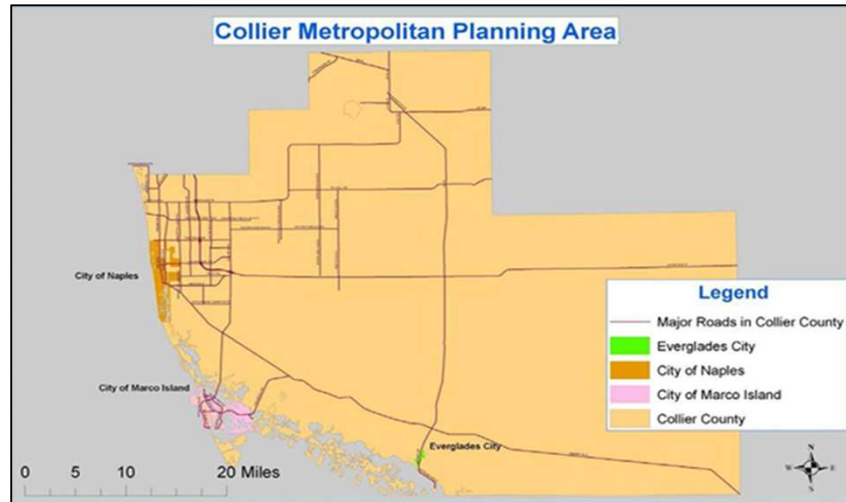 Collier Metropolitan Planning Area
City of Naples
City of Marco Island
Everglades City
Legend
Major Roads in Collier County
Everglades City
City of Naples
City of Marco Island
Collier County
0 5 10 20 Miles
N
W E
S